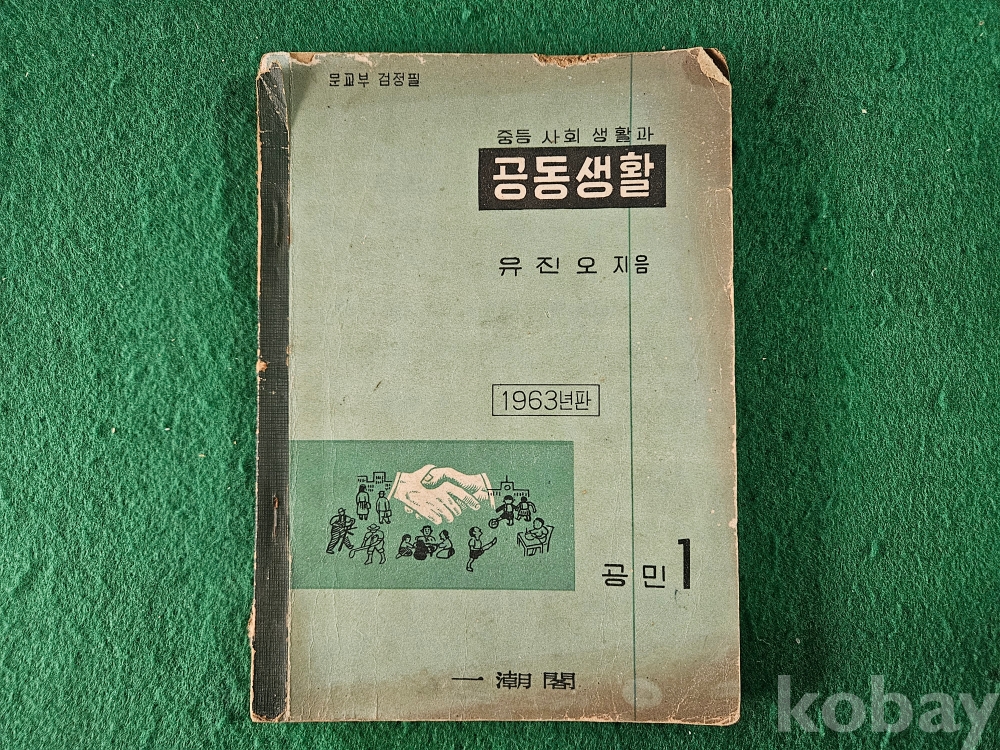 문교부 검정필
중등 사회 생활과
공동생활
유진오 지음
1963년판
공민 1
一潮閣
kobay